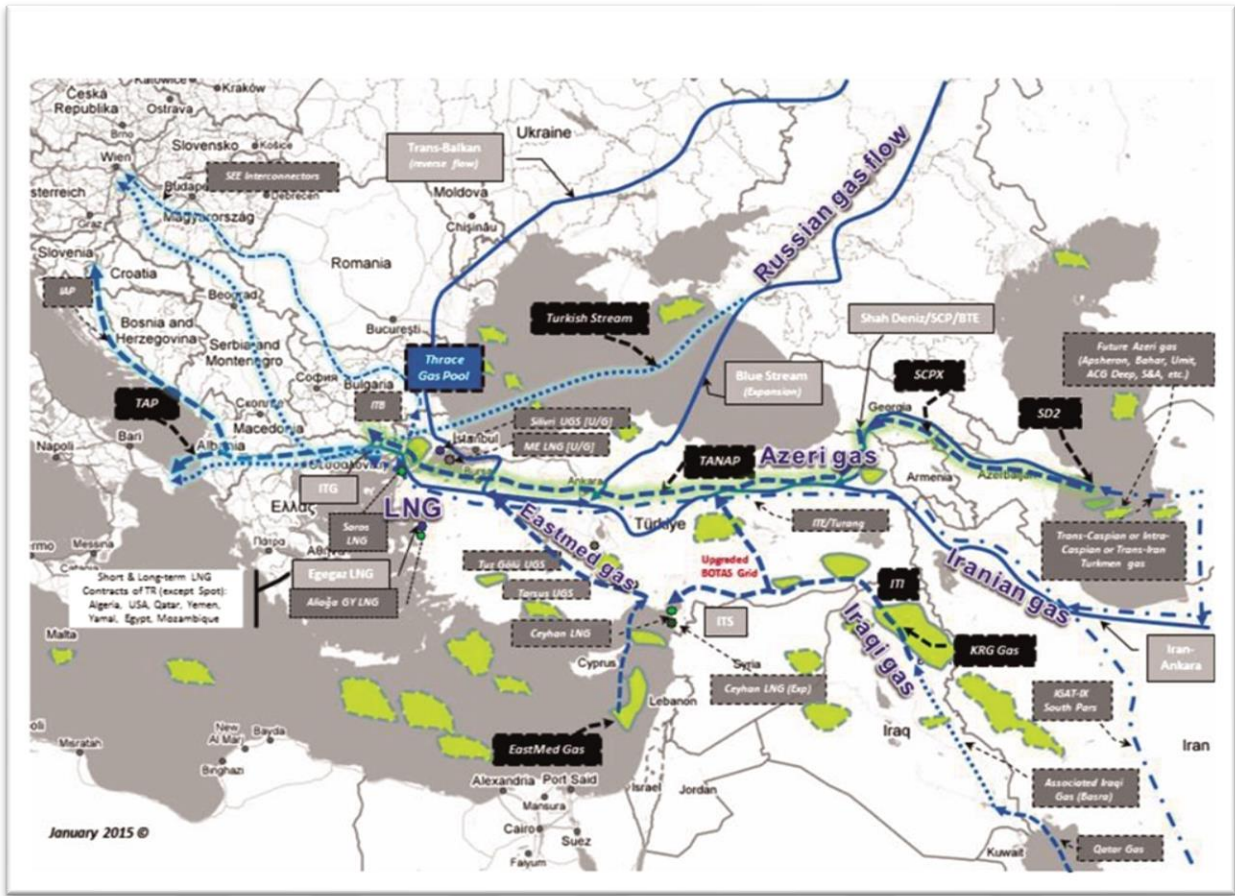 Katowice
Kraków
Česká
Republika
Ostrava
Brno
Slovensko
Košice
Wien
SEE Interconnectors
Trans-Balkan
(reverse flow)
Ukraine
Moldova
Chişinău
Debrecen
Magyarország
Graz
Slovenia
Croatia
IAP
Romania
Beograd
Bosnia and
Herzegovina
Serbia and
Montenegro
Bucureşti
Russian gas flow
Turkish Stream
Thrace
Gas Pool
Blue Stream
(Expansion)
Shah Deniz/SCP/BTE
SCPX
Future Azeri gas
(Apsheron, Bahar, Umit,
ACG Deep, S&A, etc.)
SD2
София
Bulgaria
ITB
TAP
Скопје
Macedonia
Napoli
Bari
Albania
Silivri UGS [U/G]
ME LNG [U/G]
İstanbul
Georgia
TANAP
Azeri gas
Armenia
Azerbaijan
Ankara
ITG
Ελλάς
LNG
Saros
LNG
Türkiye
ITE/Turang
Trans-Caspian or Intra-
Caspian or Trans-Iran
Turkmen gas
Messina
Πάτρα
Eastmed gas
Short & Long-term LNG
Contracts of TR (except Spot):
Algeria, USA, Qatar, Yemen,
Yamal, Egypt, Mozambique
Egegaz LNG
Aliağa GY LNG
Tuz Gölü UGS
Tarsus UGS
Upgraded
BOTAS Grid
ITI
Iranian gas
Iraqi gas
Ceyhan LNG
ITS
KRG Gas
Iran-
Ankara
Malta
Cyprus
Syria
Ceyhan LNG (Exp)
Lebanon
IGAT-IX
South Pars
Iraq
Iran
EastMed Gas
Misratah
New
Al Marj
Bayda
Binghazi
Alexandria
Port Said
Mansura
Israel
Jordan
Associated Iraqi
Gas (Basra)
Cairo
Suez
Faiyum
Kuwait
Qatar Gas
January 2015 ©